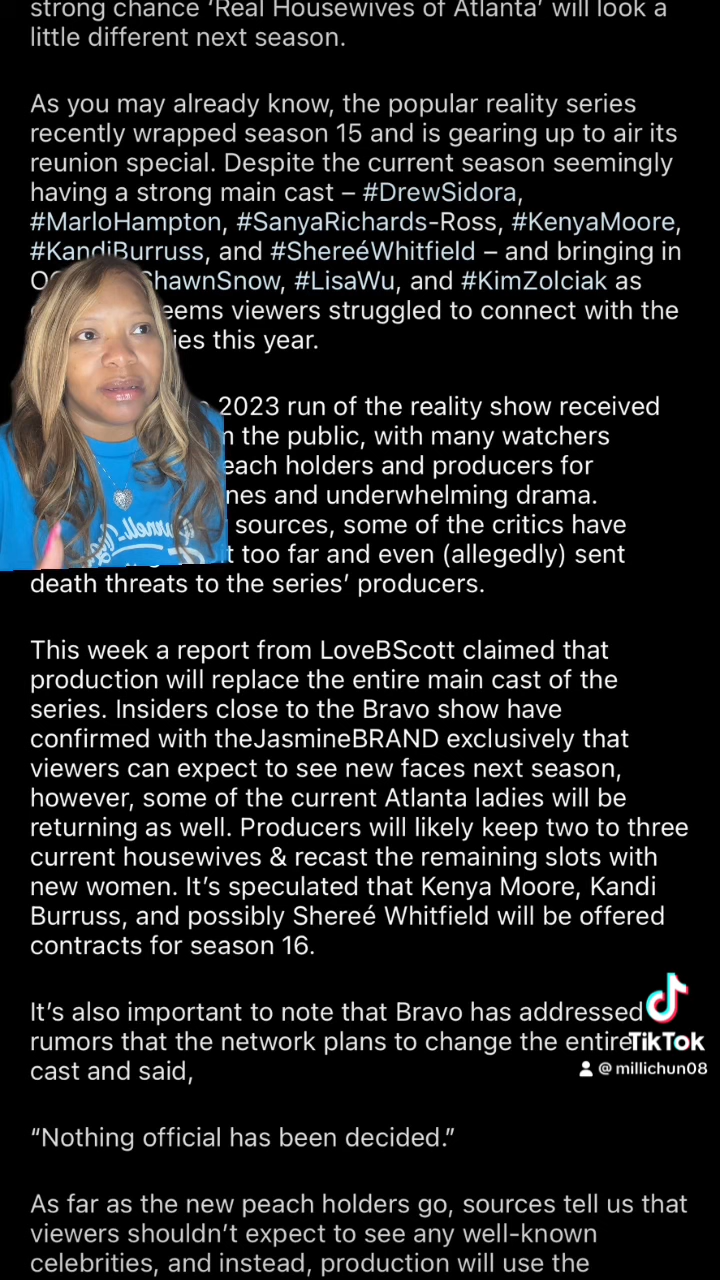 strong chance ‘Real Housewives of Atlanta’ will look a
little different next season.
As you may already know, the popular reality series
recently wrapped season 15 and is gearing up to air its
reunion special. Despite the current season seemingly
having a strong main cast – #DrewSidora,
#MarloHampton, #SanyaRichards-Ross, #KenyaMoore,
#KandiBurruss, and #ShereéWhitfield – and bringing in
ShawnSnow, #LisaWu, and #KimZolciak as
viewers struggled to connect with the
this year.
2023 run of the reality show received
the public, with many watchers
holders and producers for
and underwhelming drama.
sources, some of the critics have
too far and even (allegedly) sent
death threats to the series’ producers.
This week a report from LoveBScott claimed that
production will replace the entire main cast of the
series. Insiders close to the Bravo show have
confirmed with theJasmineBRAND exclusively that
viewers can expect to see new faces next season,
however, some of the current Atlanta ladies will be
returning as well. Producers will likely keep two to three
current housewives & recast the remaining slots with
new women. It’s speculated that Kenya Moore, Kandi
Burruss, and possibly Shereé Whitfield will be offered
contracts for season 16.
It’s also important to note that Bravo has addressed
rumors that the network plans to change the entire
cast and said,
TikTok
@millichun08
“Nothing official has been decided.”
As far as the new peach holders go, sources tell us that
viewers shouldn’t expect to see any well-known
celebrities, and instead, production will use the